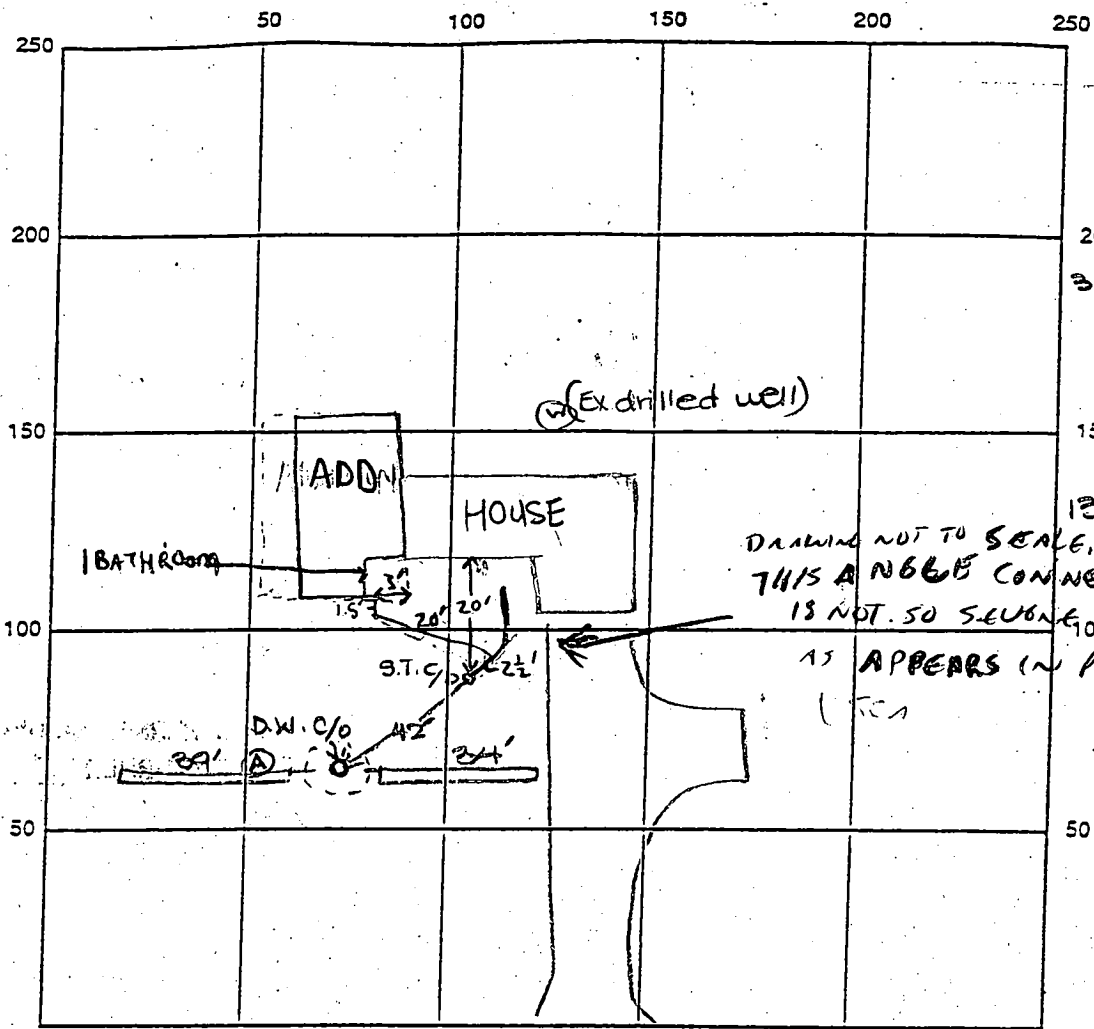 50 100 150 200 250
250
200
3
(W) (Ex. drilled well)
150
ADDN
HOUSE
1 BATHROOM
DRAWING NOT TO SCALE,
THIS ANGLE
IS NOT SO
AS APPEARS IN
3'
1.5'
20' 20'
100
S.T. C/O 2½'
D.W. C/O
42'
39' (A) 34'
50 50